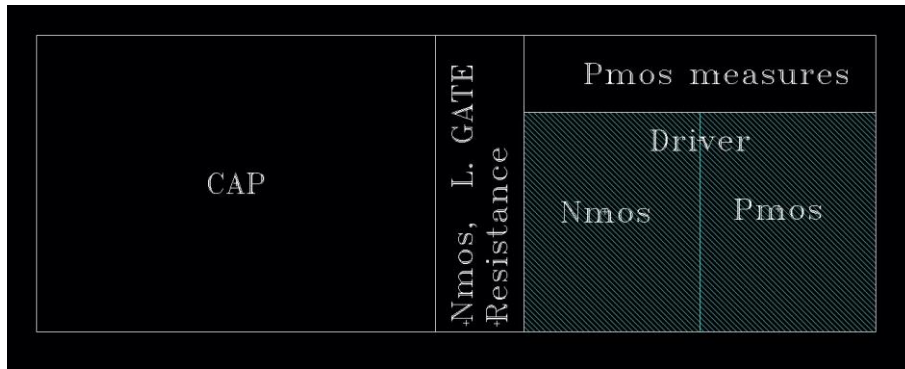 CAP
Nmos, L. GATE
Resistance
Pmos measures
Driver
Nmos
Pmos